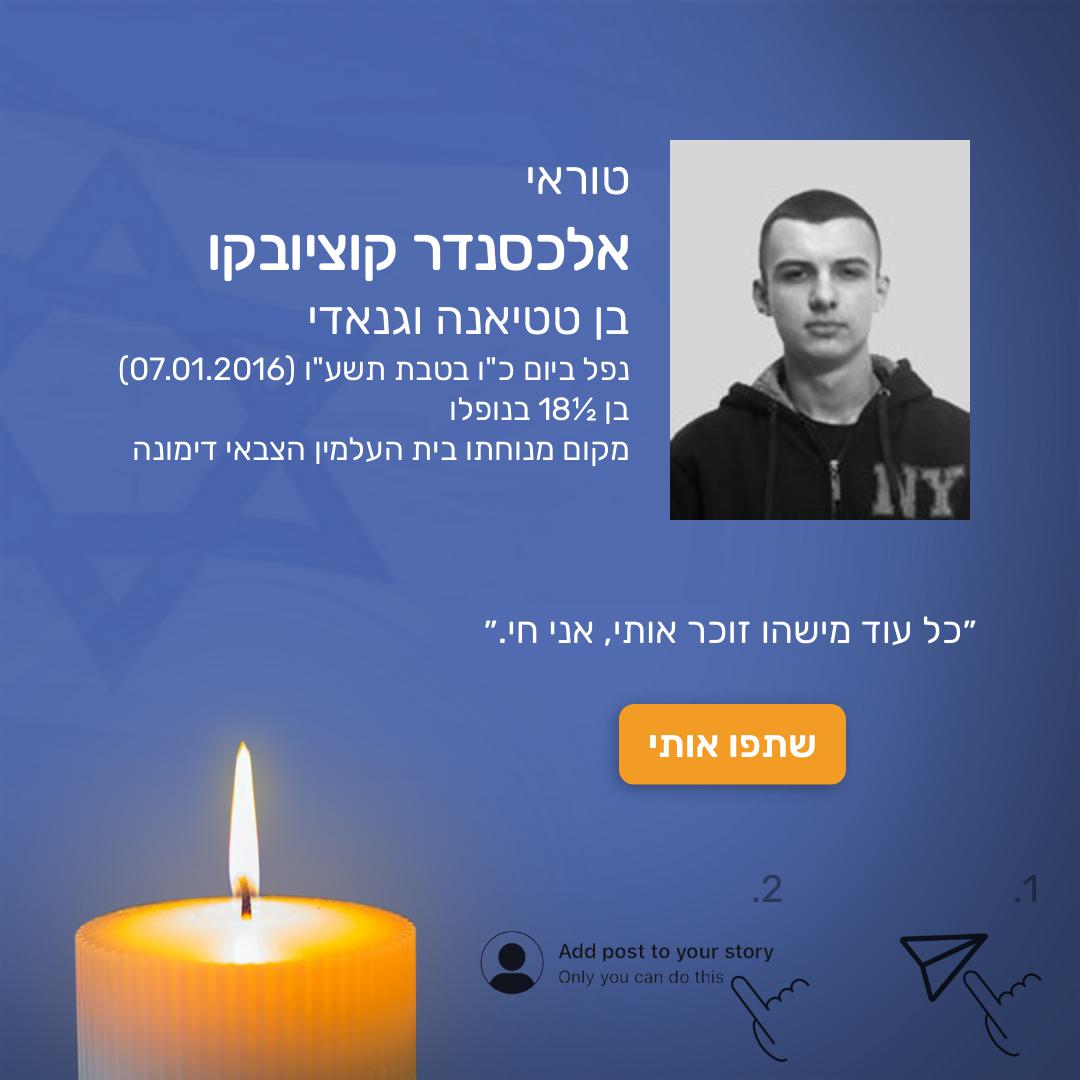 טוראי
אלכסנדר קוציובקו
בן טטיאנה וגנאדי
נפל ביום כ"ו בטבת תשע"ו (07.01.2016)
בן 18½ בנופלו
מקום מנוחתו בית העלמין הצבאי דימונה
NY
״כל עוד מישהו זוכר אותי, אני חי.״
שתפו אותי
1.
2.
Add post to your story
Only you can do this